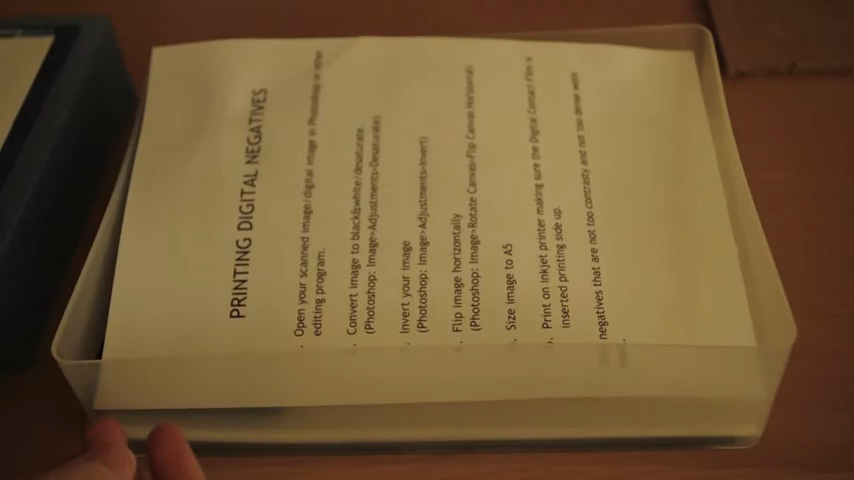 PRINTING DIGITAL NEGATIVES
. Open your scanned image/digital image in Photoshop or other
editing program.
. Convert image to black&white/desaturate
(Photoshop: Image>Adjustments>Desaturate)
. Invert your image
(Photoshop: Image>Adjustments>Invert)
. Flip image horizontally
(Photoshop: Image>Rotate Canvas>Flip Canvas Horizontal)
. Size image to A5
. Print on inkjet printer making sure the Digital Contact Film is
inserted printing side up.
negatives that are not too contrasty and not too dense work